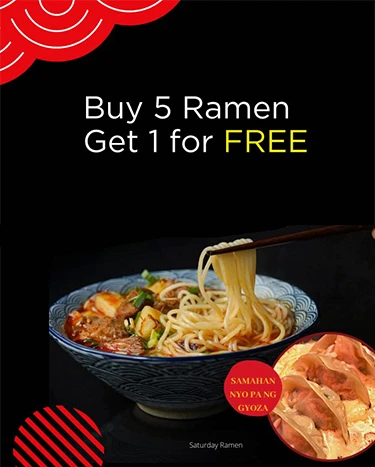 Buy 5 Ramen
Get 1 for FREE
SAMAHAN
NYO PA NG
GYOZA
Saturday Ramen